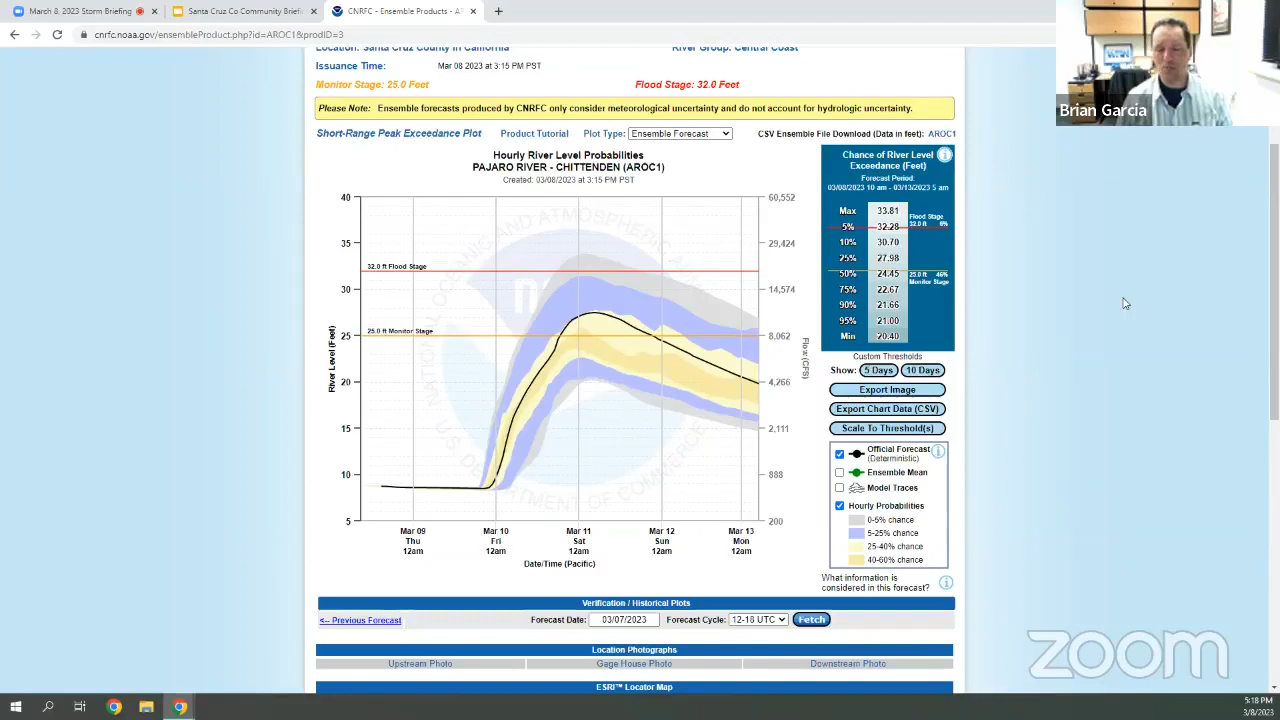 March 8, 2023 Storm Briefing
Santa Cruz Co Community Briefi
CNRFC - Ensemble Products - A
cnrfc.noaa.gov/ensembleProduct.php?id=AROC1&prodID=3
Location: Santa Cruz County in California River Group: Central Coast
Issuance Time: Mar 08 2023 at 3:15 PM PST
Monitor Stage: 25.0 Feet Flood Stage: 32.0 Feet
Please Note: Ensemble forecasts produced by CNRFC only consider meteorological uncertainty and do not account for hydrologic uncertainty.
Short-Range Peak Exceedance Plot Product Tutorial Plot Type: Ensemble Forecast CSV Ensemble File Download (Data in feet): AROC1
Hourly River Level Probabilities
PAJARO RIVER - CHITTENDEN (AROC1)
Created: 03/08/2023 at 3:15 PM PST
40 60,552
35 29,424
32.0 ft Flood Stage
30 14,574
25.0 ft Monitor Stage
25 8,062
20 4,266
15 2,111
10 888
5 200
River Level (Feet)
Flow (CFS)
NATIONAL OCEANIC AND ATMOSPHERIC
U.S. DEPARTMENT OF COMMERCE
Mar 09 Mar 10 Mar 11 Mar 12 Mar 13
Thu Fri Sat Sun Mon
12am 12am 12am 12am 12am
Date/Time (Pacific)
Chance of River Level
Exceedance (Feet)
Forecast Period:
03/08/2023 10 am - 03/13/2023 5 am
Max 33.81
Flood Stage
32.0 ft 6%
5% 32.28
10% 30.70
25% 27.98
50% 24.45
25.0 ft 46%
Monitor Stage
75% 22.67
90% 21.66
95% 21.00
Min 20.40
Custom Thresholds
Show: 5 Days 10 Days
Export Image
Export Chart Data (CSV)
Scale To Threshold(s)
Official Forecast
(Deterministic)
Ensemble Mean
Model Traces
Hourly Probabilities
0-5% chance
5-25% chance
25-40% chance
40-60% chance
What information is
considered in this forecast?
Verification / Historical Plots
<-- Previous Forecast Forecast Date: 03/07/2023 Forecast Cycle: 12-18 UTC Fetch
Location Photographs
Upstream Photo Gage House Photo Downstream Photo
ESRI™ Locator Map
Brian Garcia
zoom
5:18 PM
3/8/2023